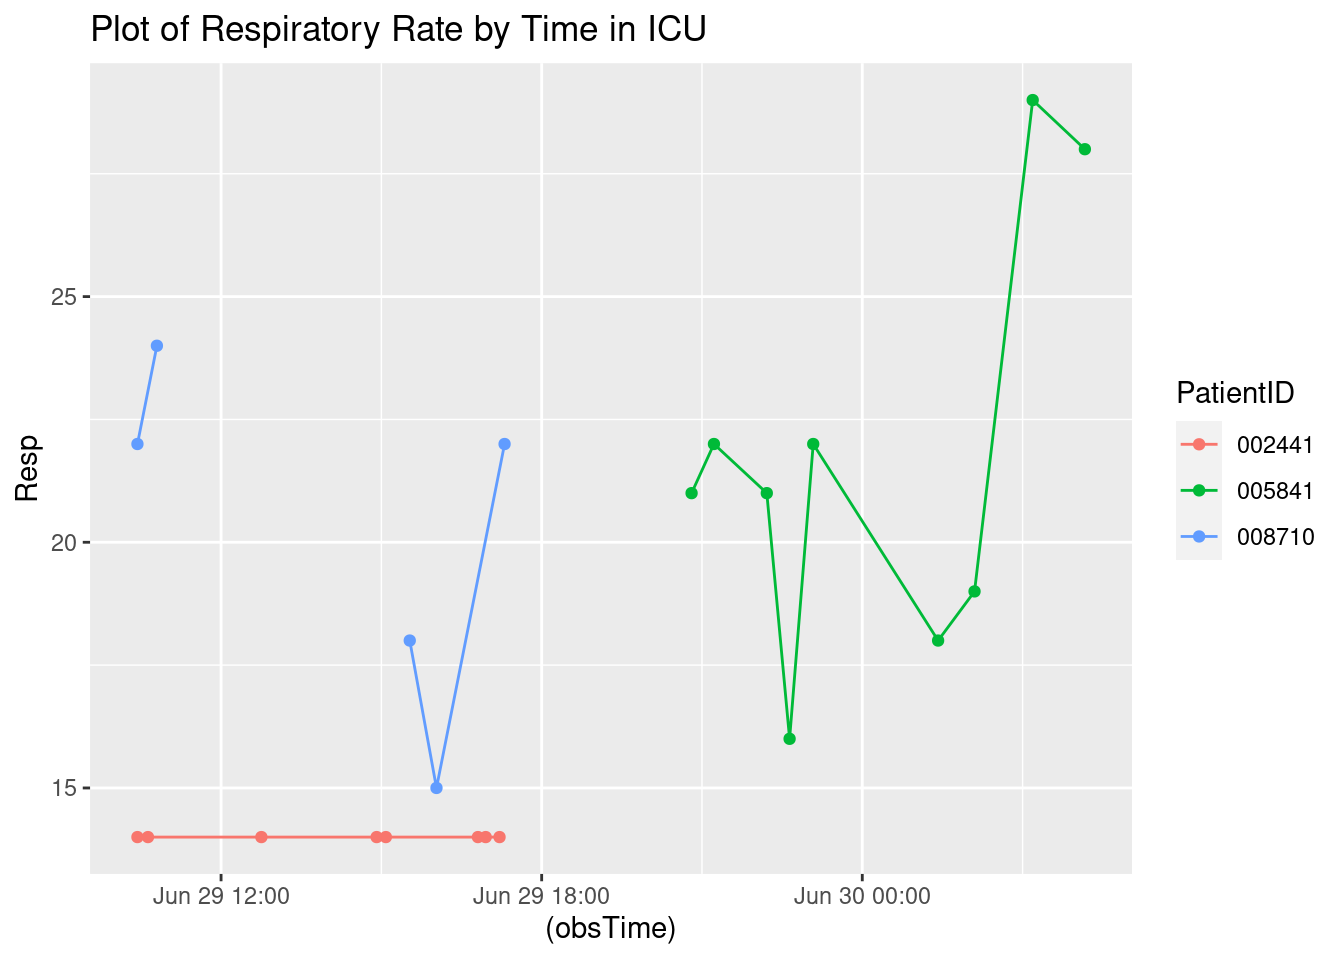 Plot of Respiratory Rate by Time in ICU
25
20
15
Resp
Jun 29 12:00
Jun 29 18:00
Jun 30 00:00
(obsTime)
PatientID
002441
005841
008710